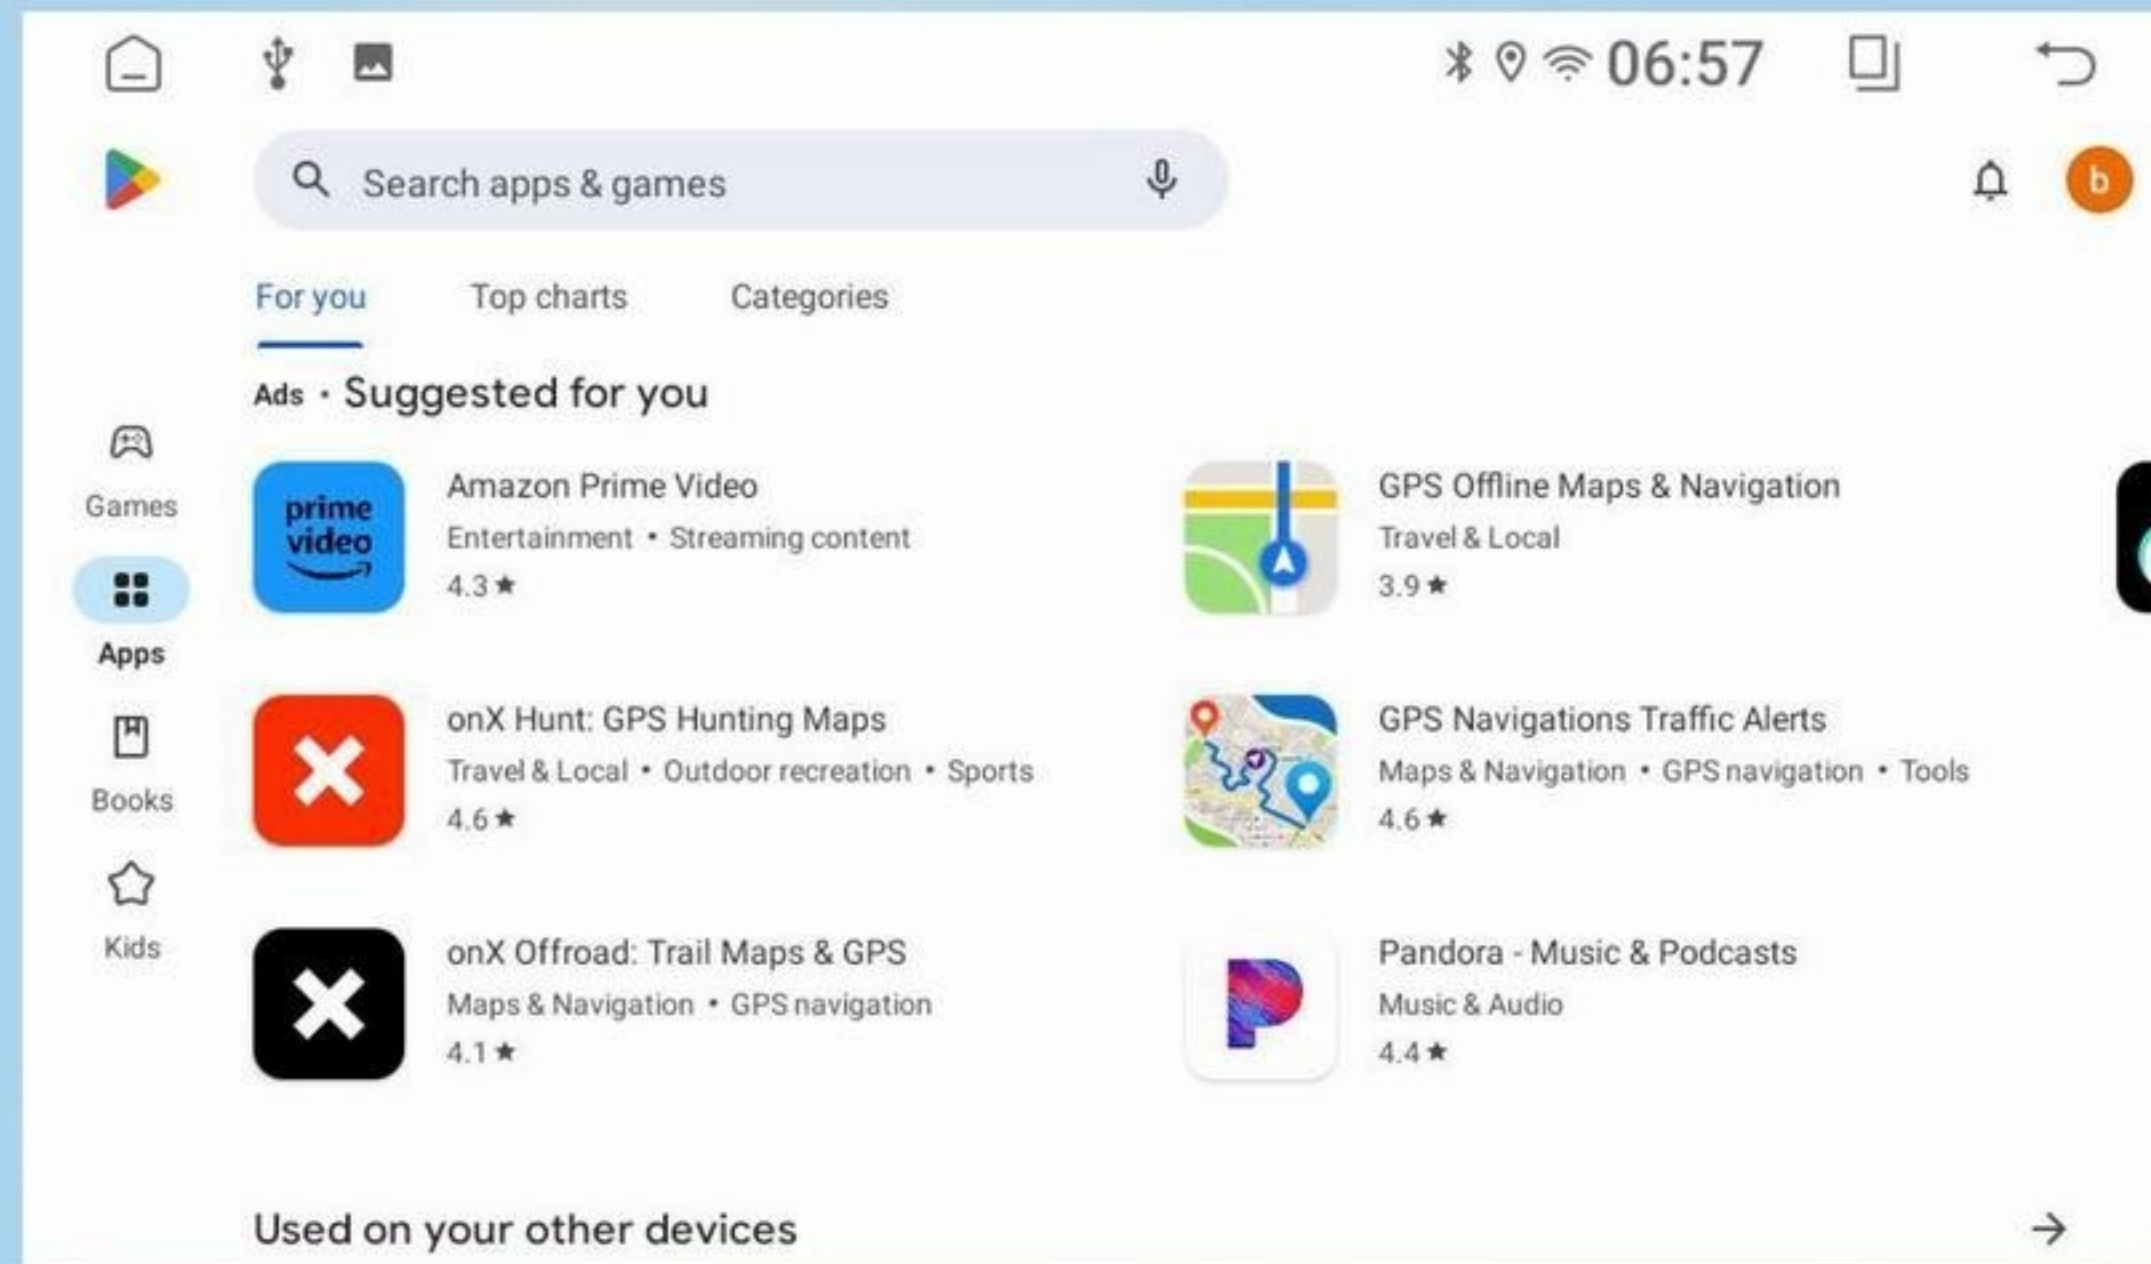 06:57
Search apps & games
b
For you
Top charts
Categories
Ads • Suggested for you
Games
Apps
Books
Kids
prime
video
Amazon Prime Video
Entertainment • Streaming content
4.3 ★
GPS Offline Maps & Navigation
Travel & Local
3.9 ★
onX Hunt: GPS Hunting Maps
Travel & Local • Outdoor recreation • Sports
4.6 ★
GPS Navigations Traffic Alerts
Maps & Navigation • GPS navigation • Tools
4.6 ★
onX Offroad: Trail Maps & GPS
Maps & Navigation • GPS navigation
4.1 ★
Pandora - Music & Podcasts
Music & Audio
4.4 ★
Used on your other devices